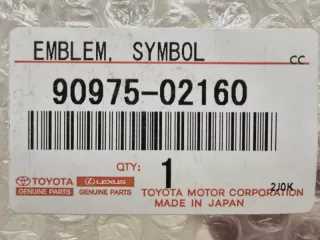 EMBLEM, SYMBOL
CC
90975-02160
QTY: 1
TOYOTA
GENUINE PARTS
LEXUS
GENUINE PARTS
2J0K
TOYOTA MOTOR CORPORATION
MADE IN JAPAN